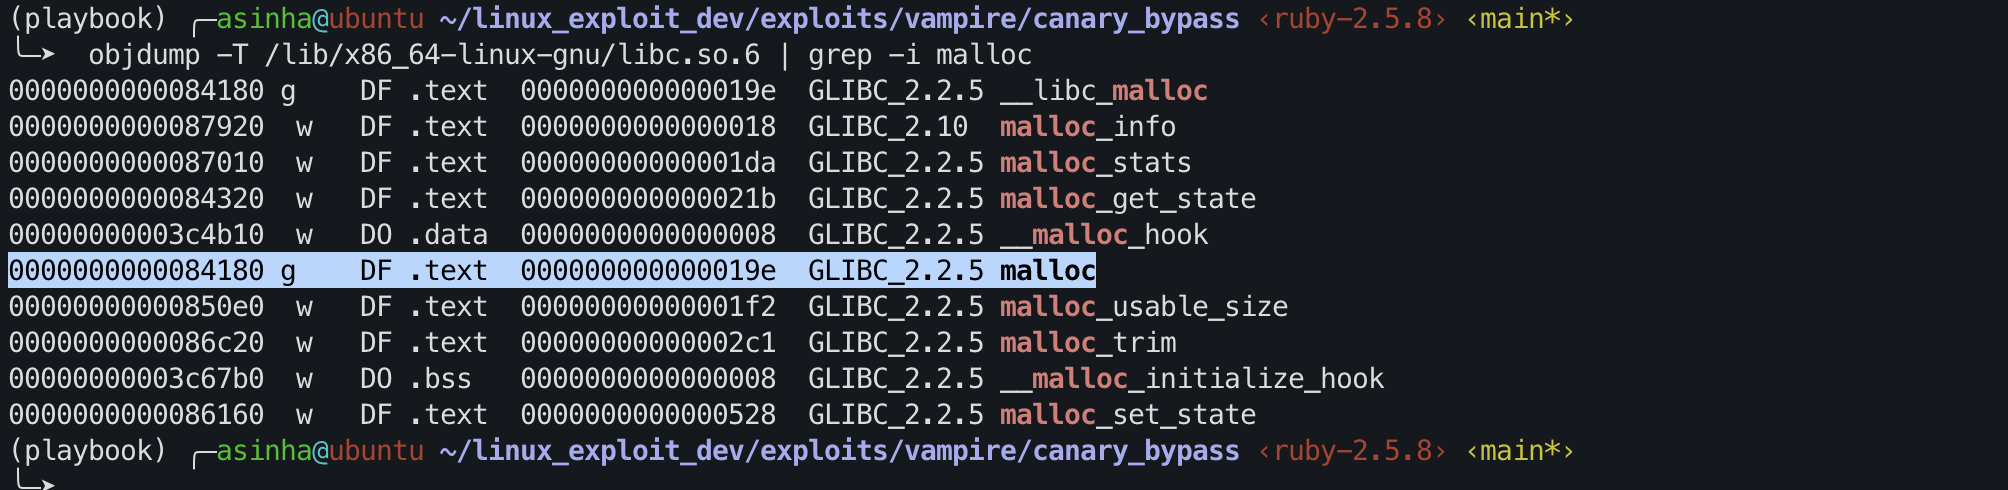 (playbook) ╭─asinha@ubuntu ~/linux_exploit_dev/exploits/vampire/canary_bypass ‹ruby-2.5.8› ‹main*›
╰─➤  objdump -T /lib/x86_64-linux-gnu/libc.so.6 | grep -i malloc
0000000000084180 g    DF .text  000000000000019e  GLIBC_2.2.5 __libc_malloc
0000000000087920  w   DF .text  0000000000000018  GLIBC_2.10  malloc_info
0000000000087010  w   DF .text  00000000000001da  GLIBC_2.2.5 malloc_stats
0000000000084320  w   DF .text  000000000000021b  GLIBC_2.2.5 malloc_get_state
00000000003c4b10  w   DO .data  0000000000000008  GLIBC_2.2.5 __malloc_hook
0000000000084180 g    DF .text  000000000000019e  GLIBC_2.2.5 malloc
00000000000850e0  w   DF .text  00000000000001f2  GLIBC_2.2.5 malloc_usable_size
0000000000086c20  w   DF .text  00000000000002c1  GLIBC_2.2.5 malloc_trim
00000000003c67b0  w   DO .bss   0000000000000008  GLIBC_2.2.5 __malloc_initialize_hook
0000000000086160  w   DF .text  0000000000000528  GLIBC_2.2.5 malloc_set_state
(playbook) ╭─asinha@ubuntu ~/linux_exploit_dev/exploits/vampire/canary_bypass ‹ruby-2.5.8› ‹main*›
╰─➤